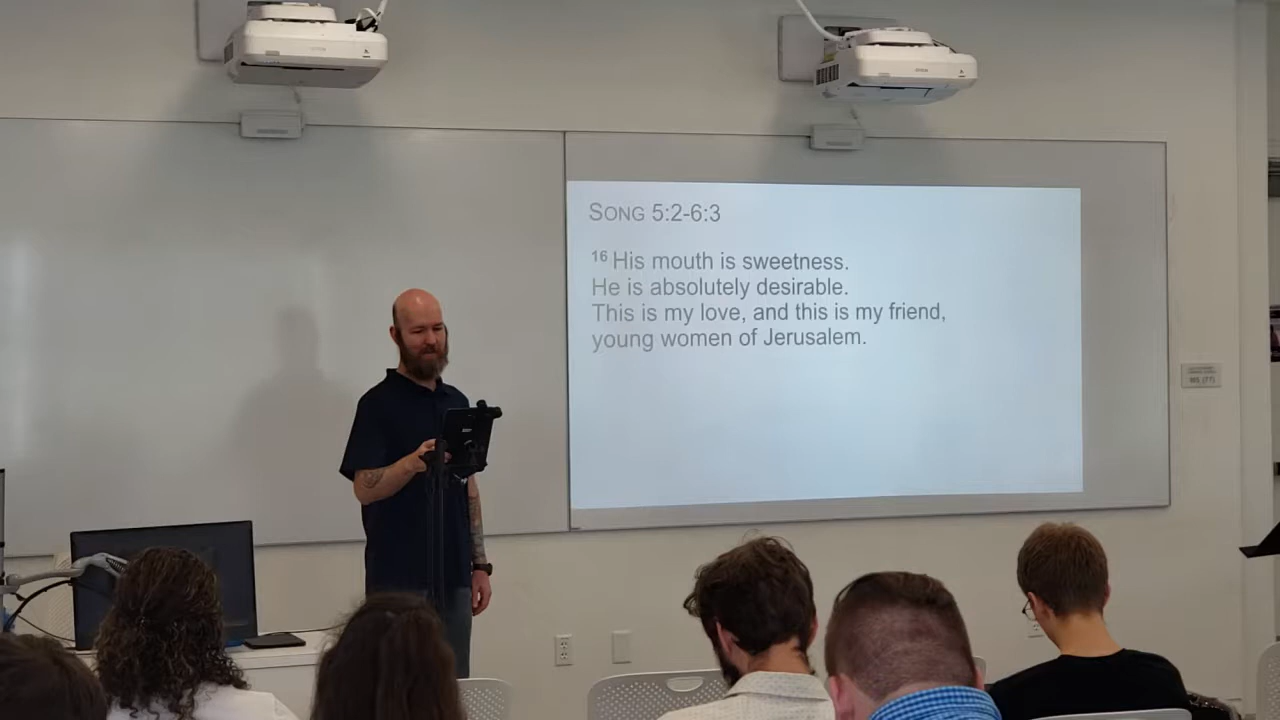 SONG 5:2-6:3
16 His mouth is sweetness.
He is absolutely desirable.
This is my love, and this is my friend,
young women of Jerusalem.